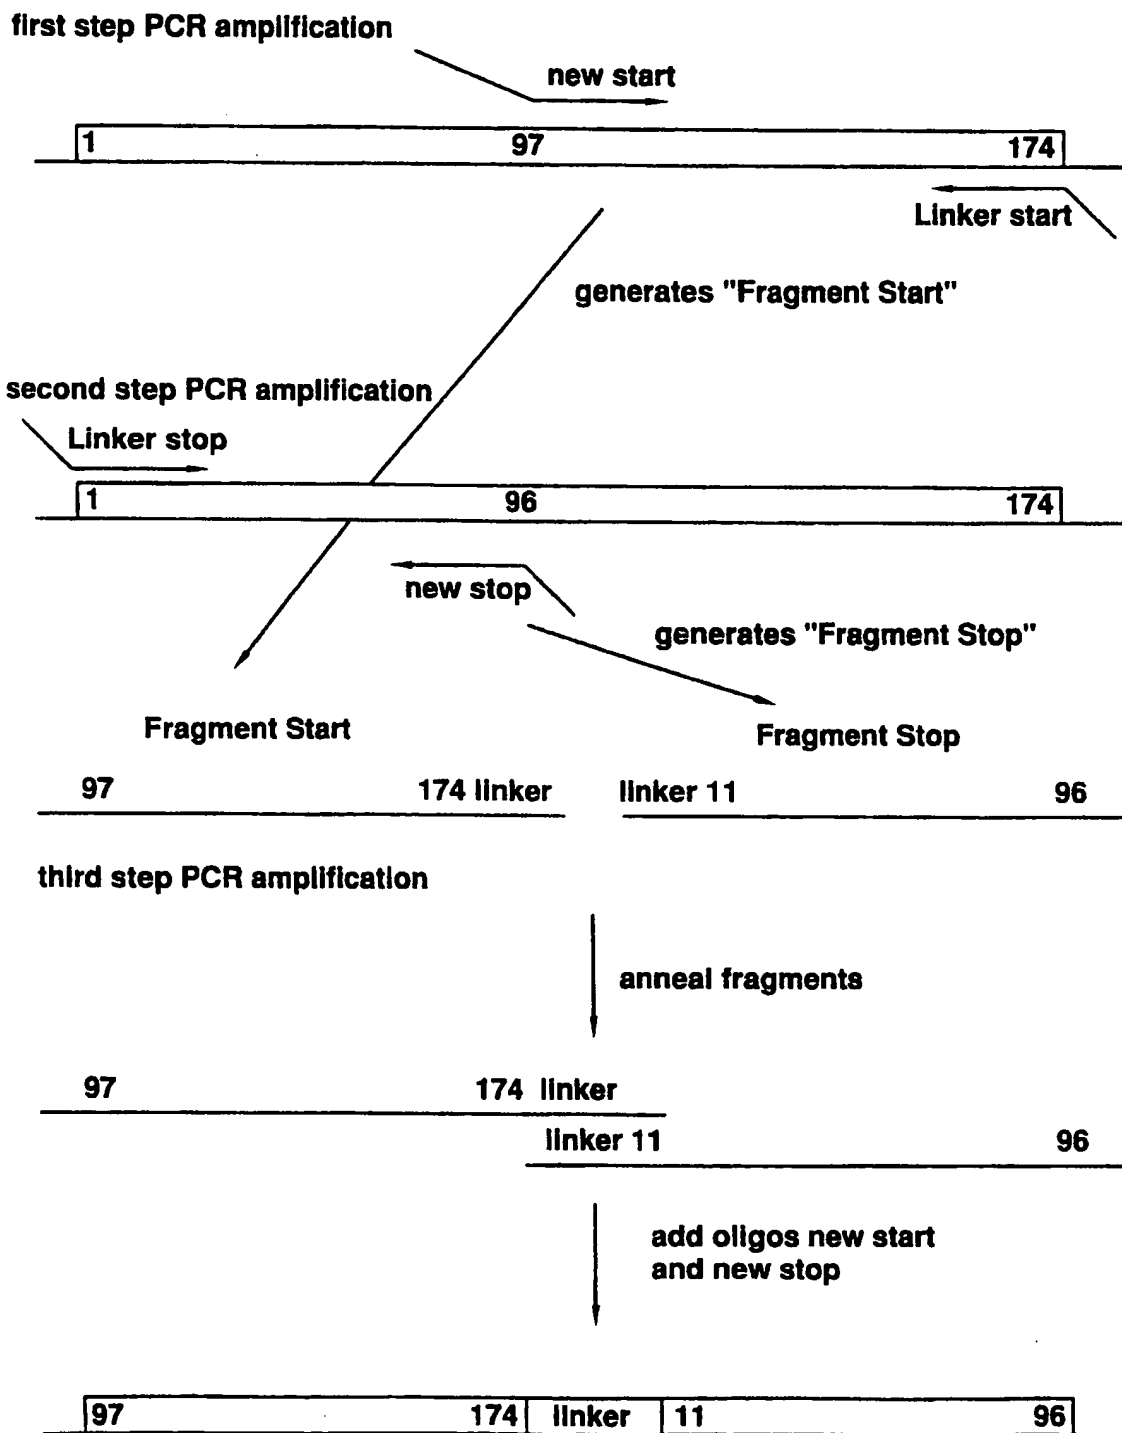 first step PCR amplification
new start
1 97 174
Linker start
generates "Fragment Start"
second step PCR amplification
Linker stop
1 96 174
new stop
generates "Fragment Stop"
Fragment Start
Fragment Stop
97 174 linker linker 11 96
third step PCR amplification
anneal fragments
97 174 linker
linker 11 96
add oligos new start
and new stop
97 174 linker 11 96